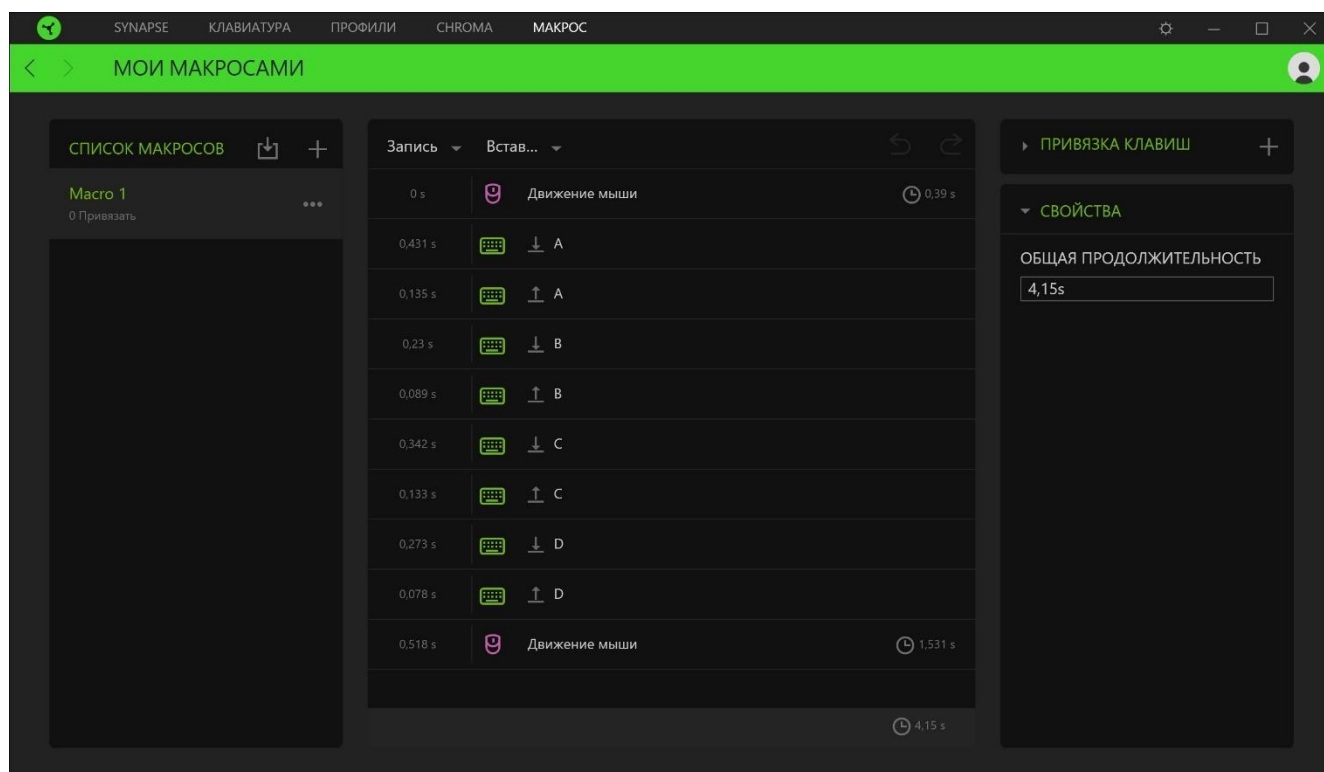 SYNAPSE КЛАВИАТУРА ПРОФИЛИ CHROMA МАКРОС
МОИ МАКРОСАМИ
СПИСОК МАКРОСОВ
Macro 1
0 Привязать
Запись Встав...
0 s Движение мыши 0,39 s
0,431 s A
0,135 s A
0,23 s B
0,089 s B
0,342 s C
0,133 s C
0,273 s D
0,078 s D
0,518 s Движение мыши 1,531 s
4,15 s
ПРИВЯЗКА КЛАВИШ
СВОЙСТВА
ОБЩАЯ ПРОДОЛЖИТЕЛЬНОСТЬ
4,15s